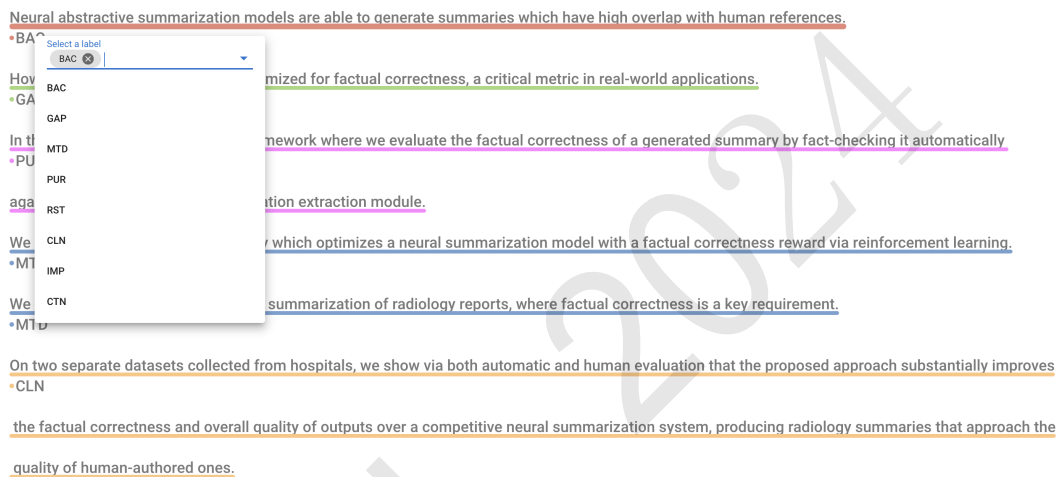 Neural abstractive summarization models are able to generate summaries which have high overlap with human references.
BAC
Select a label
BAC
How mized for factual correctness, a critical metric in real-world applications.
BAC
GA
GAP
In th mework where we evaluate the factual correctness of a generated summary by fact-checking it automatically
MTD
PU
PUR
aga tion extraction module.
RST
We y which optimizes a neural summarization model with a factual correctness reward via reinforcement learning.
CLN
MT
IMP
We summarization of radiology reports, where factual correctness is a key requirement.
CTN
MTD
On two separate datasets collected from hospitals, we show via both automatic and human evaluation that the proposed approach substantially improves
CLN
the factual correctness and overall quality of outputs over a competitive neural summarization system, producing radiology summaries that approach the
quality of human-authored ones.
2024